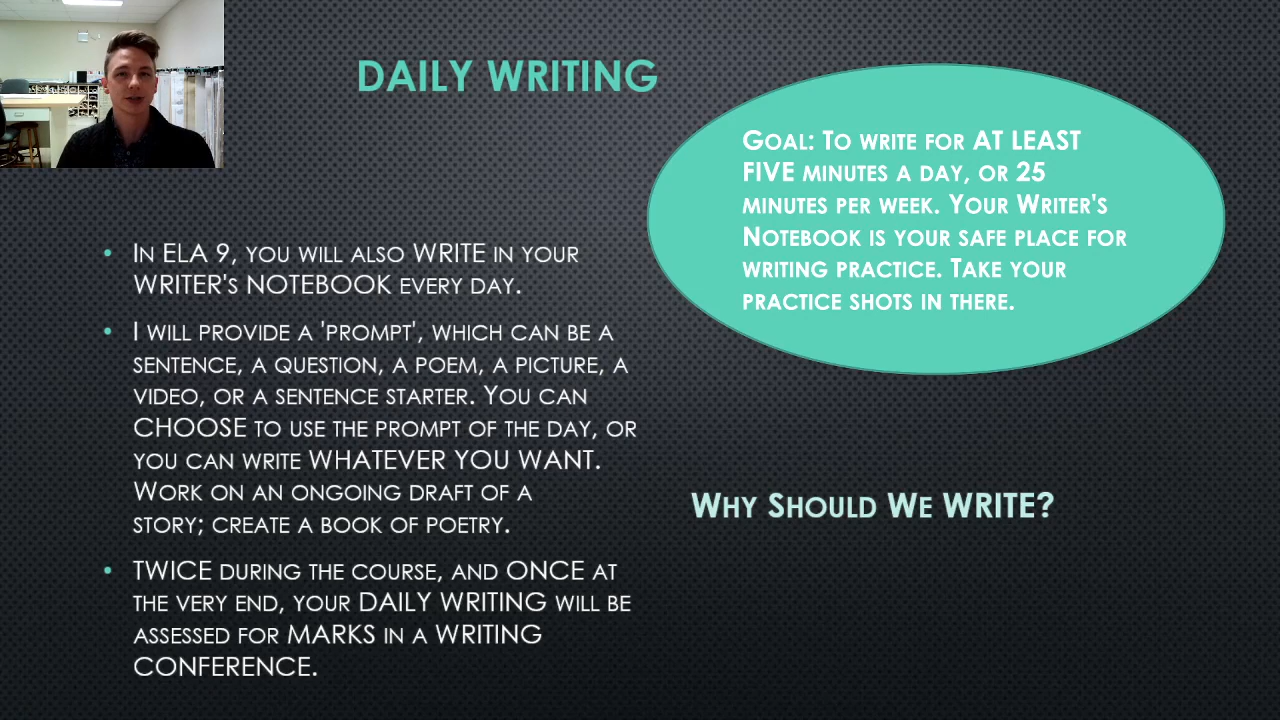 DAILY WRITING
GOAL: TO WRITE FOR AT LEAST
FIVE MINUTES A DAY, OR 25
MINUTES PER WEEK. YOUR WRITER'S
NOTEBOOK IS YOUR SAFE PLACE FOR
WRITING PRACTICE. TAKE YOUR
PRACTICE SHOTS IN THERE.
• IN ELA 9, YOU WILL ALSO WRITE IN YOUR
WRITER'S NOTEBOOK EVERY DAY.
• I WILL PROVIDE A 'PROMPT', WHICH CAN BE A
SENTENCE, A QUESTION, A POEM, A PICTURE, A
VIDEO, OR A SENTENCE STARTER. YOU CAN
CHOOSE TO USE THE PROMPT OF THE DAY, OR
YOU CAN WRITE WHATEVER YOU WANT.
WORK ON AN ONGOING DRAFT OF A
STORY; CREATE A BOOK OF POETRY.
• TWICE DURING THE COURSE, AND ONCE AT
THE VERY END, YOUR DAILY WRITING WILL BE
ASSESSED FOR MARKS IN A WRITING
CONFERENCE.
WHY SHOULD WE WRITE?